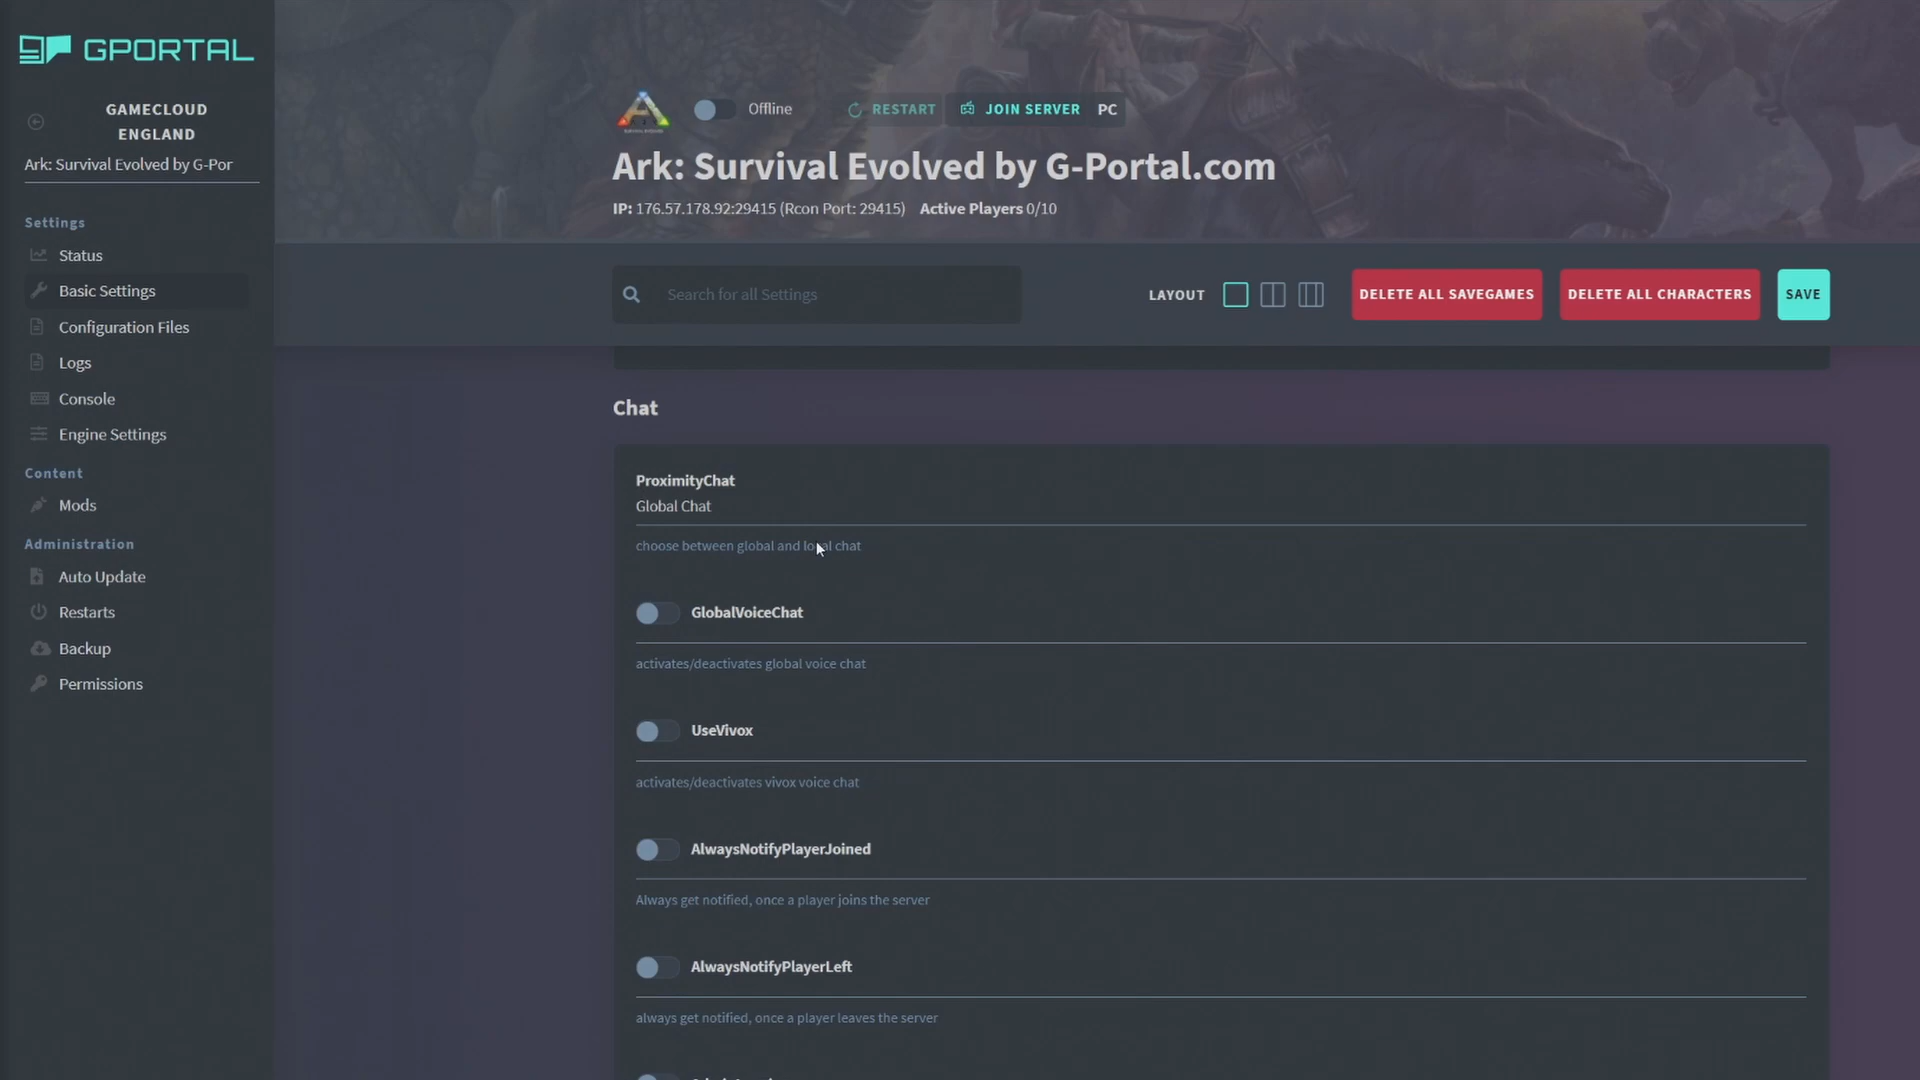 GPORTAL
GAMECLOUD
ENGLAND
Ark: Survival Evolved by G-Por
Settings
Status
Basic Settings
Configuration Files
Logs
Console
Engine Settings
Content
Mods
Administration
Auto Update
Restarts
Backup
Permissions
Offline
RESTART
JOIN SERVER PC
Ark: Survival Evolved by G-Portal.com
IP: 176.57.178.92:29415 (Rcon Port: 29415) Active Players 0/10
Search for all Settings
LAYOUT
DELETE ALL SAVEGAMES
DELETE ALL CHARACTERS
SAVE
Chat
ProximityChat
Global Chat
choose between global and local chat
GlobalVoiceChat
activates/deactivates global voice chat
UseVivox
activates/deactivates vivox voice chat
AlwaysNotifyPlayerJoined
Always get notified, once a player joins the server
AlwaysNotifyPlayerLeft
always get notified, once a player leaves the server